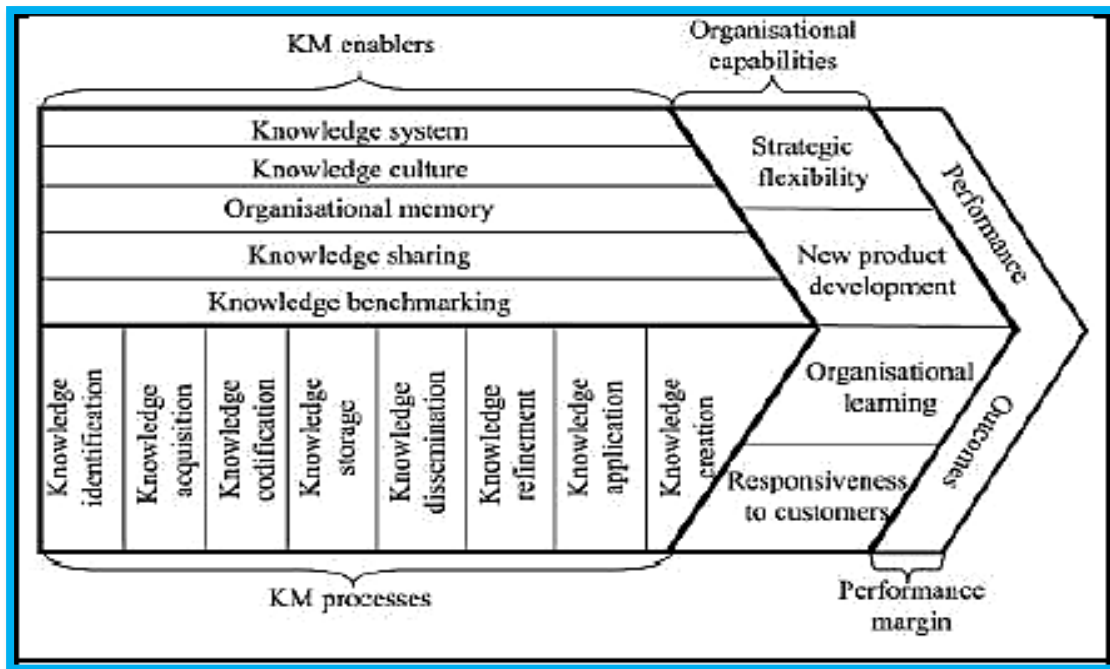 KM enablers
Organisational
capabilities
Knowledge system
Knowledge culture
Organisational memory
Knowledge sharing
Knowledge benchmarking
Strategic
flexibility
New product
development
Organisational
learning
Responsiveness
to customers
Performance
Outcomes
Knowledge
identification
Knowledge
acquisition
Knowledge
codification
Knowledge
storage
Knowledge
dissemination
Knowledge
refinement
Knowledge
application
Knowledge
creation
KM processes
Performance
margin